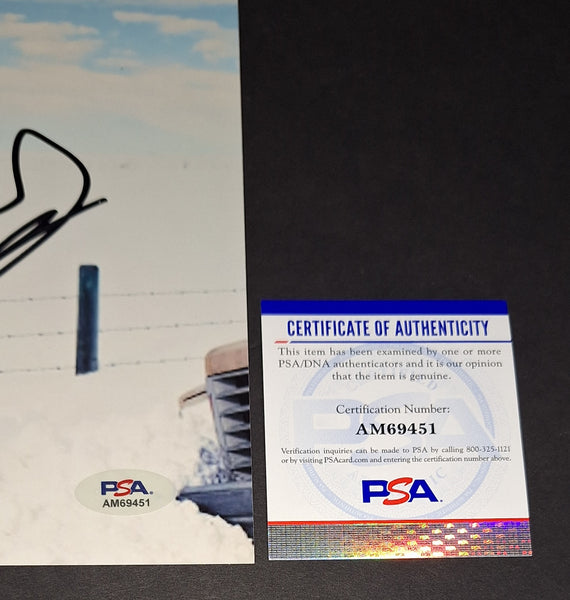 CERTIFICATE OF AUTHENTICITY
This item has been examined by one or more
PSA/DNA authenticators and it is our opinion
that the item is genuine.
Certification Number:
AM69451
Verification inquiries can be made to PSA by calling 800-325-1121
or by visiting PSAcard.com and entering the certification number above.
PSA.
PSA.
AM69451